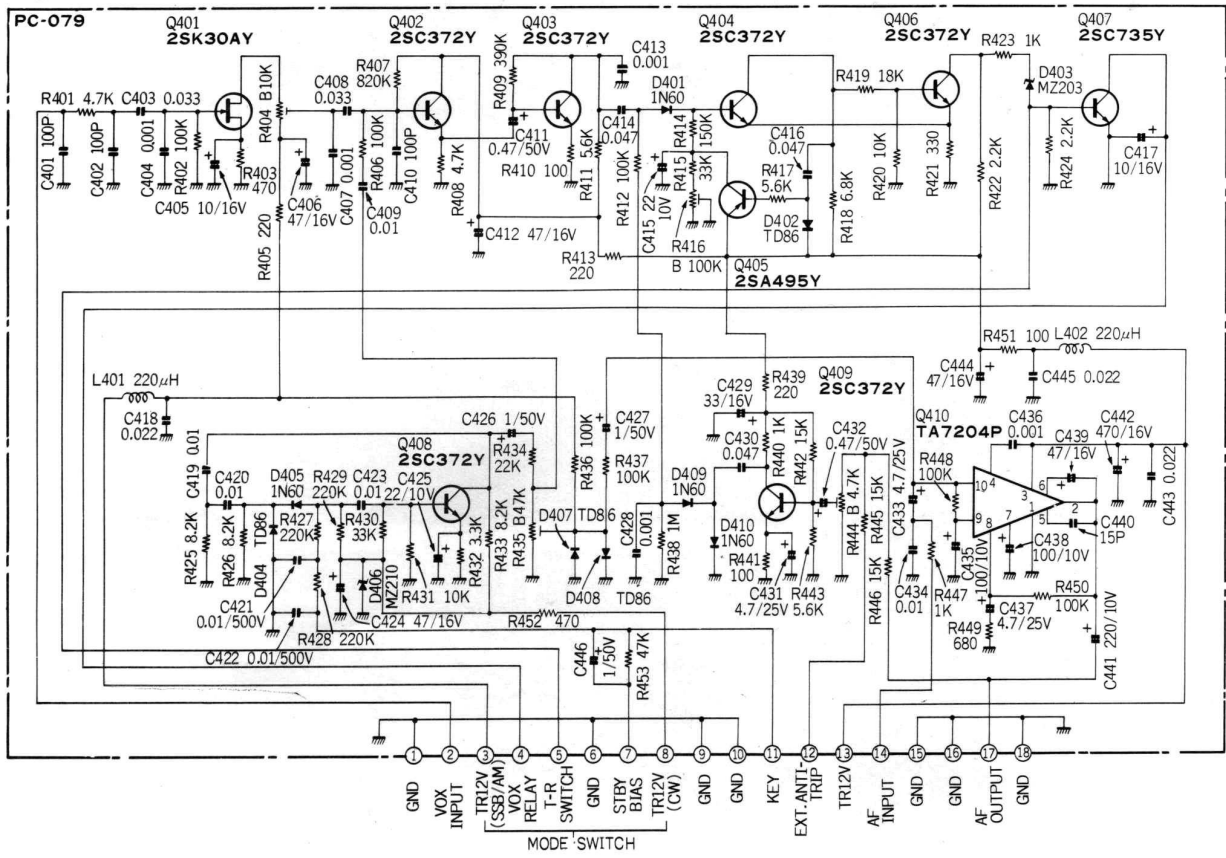 PC-079
Q401
2SK30AY
Q402
2SC372Y
Q403
2SC372Y
Q404
2SC372Y
Q406
2SC372Y
Q407
2SC735Y
R401 4.7K
C403 0.033
C401 100P
C402 100P
C404 0.001
R402 100K
R403
470
C405 10/16V
R404 B10K
R405 220
C406
47/16V
C407 0.001
C408
0.033
R407
820K
R406 100K
C409
0.01
C410 100P
R408 4.7K
R409 390K
C411
0.47/50V
R410 100
C412 47/16V
R411 5.6K
C413
0.001
C414
0.047
R412 100K
R413
220
D401
1N60
R414
150K
R415
33K
C415 22
10V
R416
B 100K
Q405
2SA495Y
C416
0.047
R417
5.6K
D402
TD86
R418 6.8K
R419 18K
R420 10K
R421 330
R422 2.2K
R423 1K
D403
MZ203
R424 2.2K
C417
10/16V
L401 220μH
C418
0.022
C419 0.01
C420
0.01
D405
1N60
R429
220K
C423
0.01
R425 8.2K
R426 8.2K
TD86
D404
R427
220K
R430
33K
C421
0.01/500V
C422 0.01/500V
R428 220K
C424 47/16V
D406
MZ210
R431 10K
Q408
2SC372Y
C425
22/10V
C426 1/50V
R434
22K
R432 3.3K
R433 8.2K
R435 B47K
R452 470
R436 100K
C427
1/50V
R437
100K
D407 TD86
D408
TD86
C428
0.001
R438 1M
D409
1N60
D410
1N60
C429
33/16V
C430
0.047
R439
220
R440 1K
R441
100
Q409
2SC372Y
R442 15K
C432
0.47/50V
C431
4.7/25V
R443
5.6K
R444 B 4.7K
R445 15K
R446 15K
C433 4.7/25V
C434
0.01
R447
1K
R448
100K
C435
100/10V
C444
47/16V
R451 100
L402 220μH
C445 0.022
Q410
TA7204P
C436
0.001
C439
47/16V
C442
470/16V
C443 0.022
10
4
3
6
9
8
7
1
5
2
C440
15P
C438
100/10V
C437
4.7/25V
R449
680
R450
100K
C441 220/10V
C446
1/50V
R453 47K
1 2 3 4 5 6 7 8 9 10 11 12 13 14 15 16 17 18
GND
VOX
INPUT
TR12V
(SSB/AM)
VOX
RELAY
T-R
SWITCH
GND
STBY
BIAS
TR12V
(CW)
GND
GND
KEY
EXT. ANTI-
TRIP
TR12V
AF
INPUT
GND
GND
AF
OUTPUT
GND
MODE SWITCH